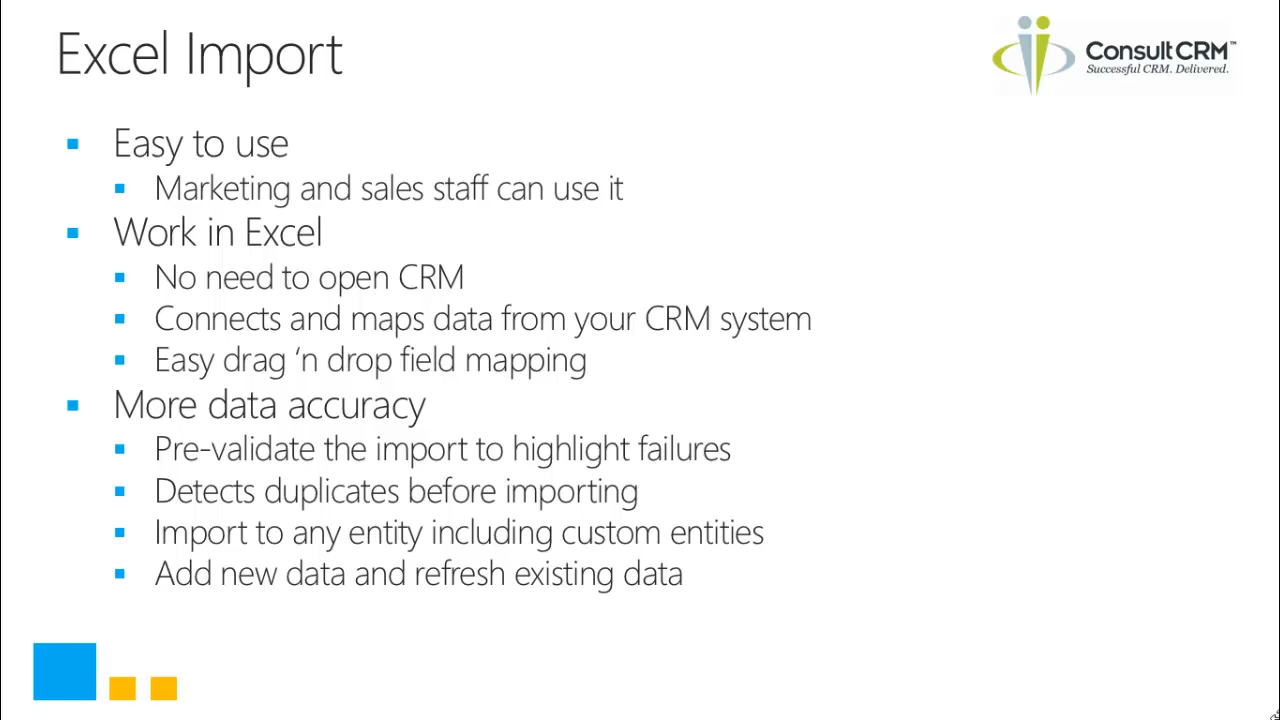 Excel Import
ConsultCRM™
Successful CRM. Delivered.
Easy to use
Marketing and sales staff can use it
Work in Excel
No need to open CRM
Connects and maps data from your CRM system
Easy drag ‘n drop field mapping
More data accuracy
Pre-validate the import to highlight failures
Detects duplicates before importing
Import to any entity including custom entities
Add new data and refresh existing data